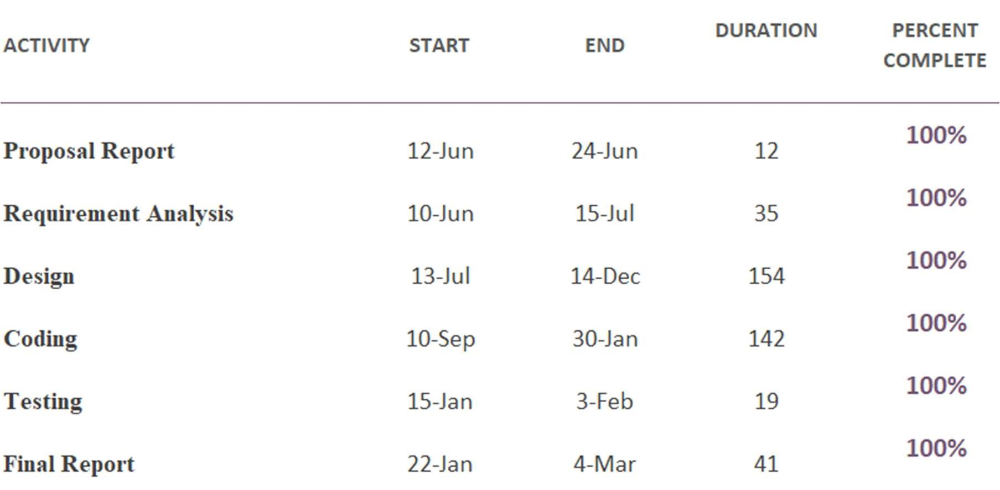 ACTIVITY START END DURATION PERCENT COMPLETE
Proposal Report 12-Jun 24-Jun 12 100%
Requirement Analysis 10-Jun 15-Jul 35 100%
Design 13-Jul 14-Dec 154 100%
Coding 10-Sep 30-Jan 142 100%
Testing 15-Jan 3-Feb 19 100%
Final Report 22-Jan 4-Mar 41 100%